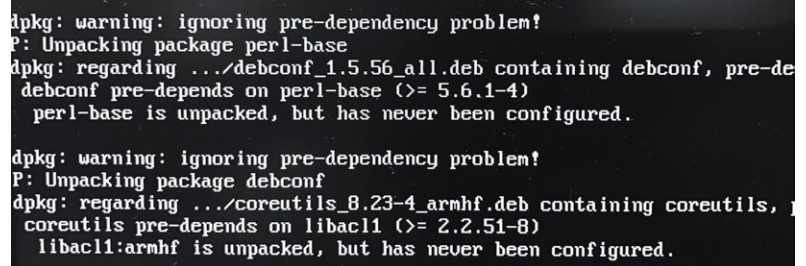 dpkg: warning: ignoring pre-dependency problem!
P: Unpacking package perl-base
dpkg: regarding .../debconf_1.5.56_all.deb containing debconf, pre-de
debconf pre-depends on perl-base (>= 5.6.1-4)
perl-base is unpacked, but has never been configured.
dpkg: warning: ignoring pre-dependency problem!
P: Unpacking package debconf
dpkg: regarding .../coreutils_8.23-4_armhf.deb containing coreutils,
coreutils pre-depends on libacl1 (>= 2.2.51-8)
libacl1:armhf is unpacked, but has never been configured.